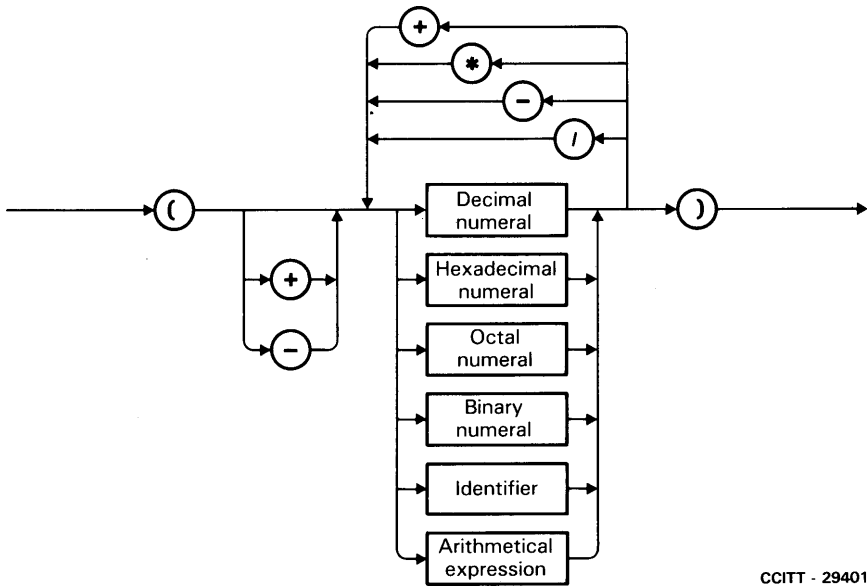 +
*
−
/
(
Decimal
numeral
)
+
Hexadecimal
numeral
−
Octal
numeral
Binary
numeral
Identifier
Arithmetical
expression
CCITT - 29401